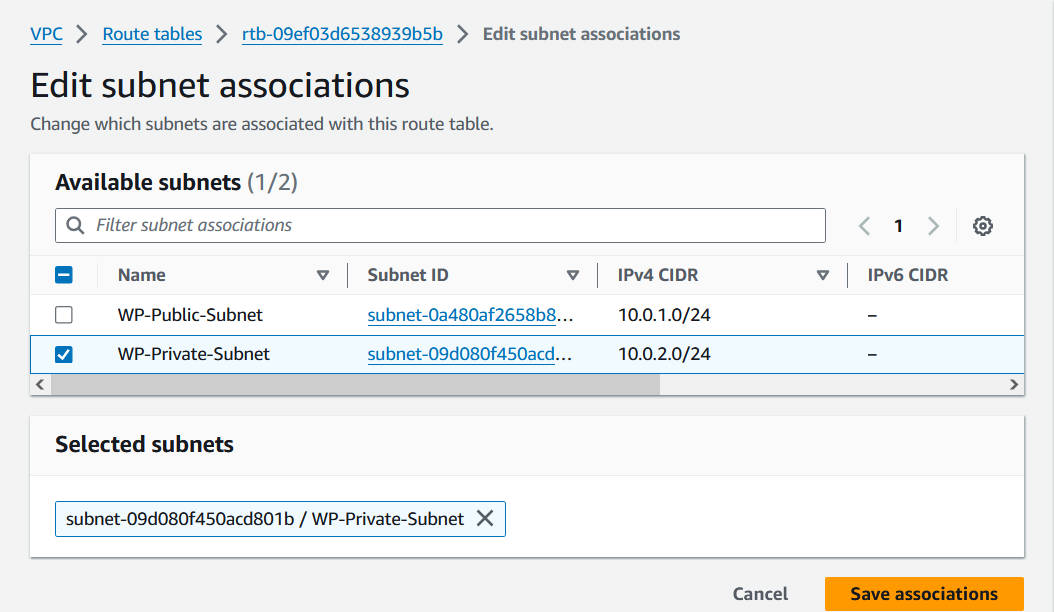 VPC > Route tables > rtb-09ef03d6538939b5b > Edit subnet associations
Edit subnet associations
Change which subnets are associated with this route table.
Available subnets (1/2)
Filter subnet associations
1
Name Subnet ID IPv4 CIDR IPv6 CIDR
WP-Public-Subnet subnet-0a480af2658b8... 10.0.1.0/24 –
WP-Private-Subnet subnet-09d080f450acd... 10.0.2.0/24 –
Selected subnets
subnet-09d080f450acd801b / WP-Private-Subnet
Cancel Save associations